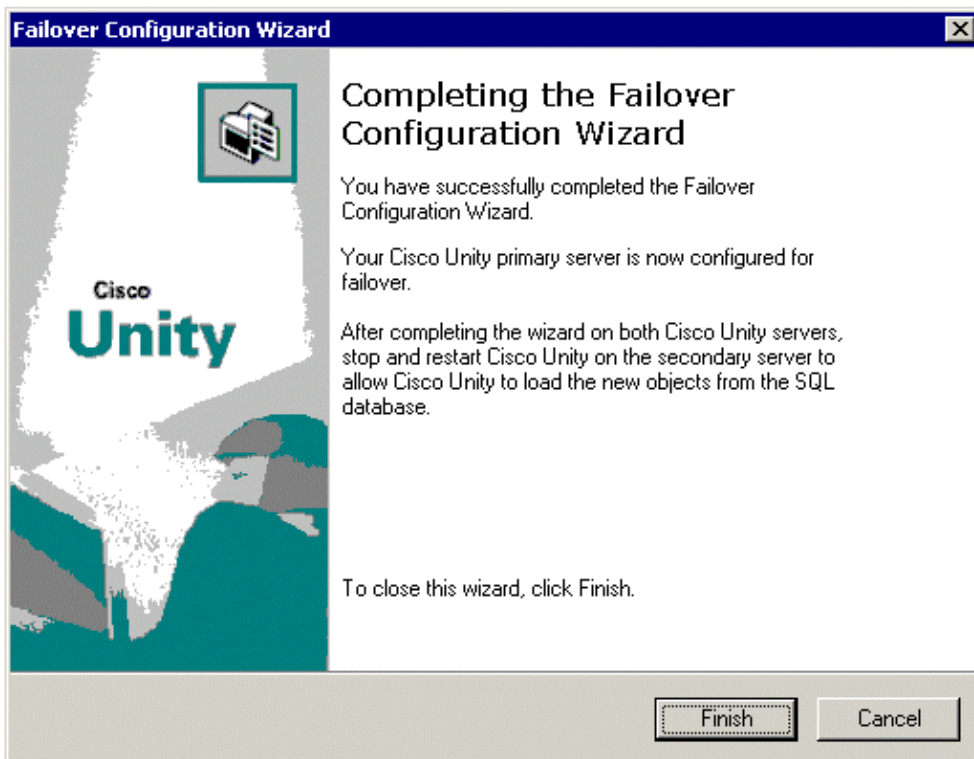 Failover Configuration Wizard
Completing the Failover
Configuration Wizard
You have successfully completed the Failover
Configuration Wizard.
Your Cisco Unity primary server is now configured for
failover.
After completing the wizard on both Cisco Unity servers,
stop and restart Cisco Unity on the secondary server to
allow Cisco Unity to load the new objects from the SQL
database.
Cisco
Unity
To close this wizard, click Finish.
Finish
Cancel